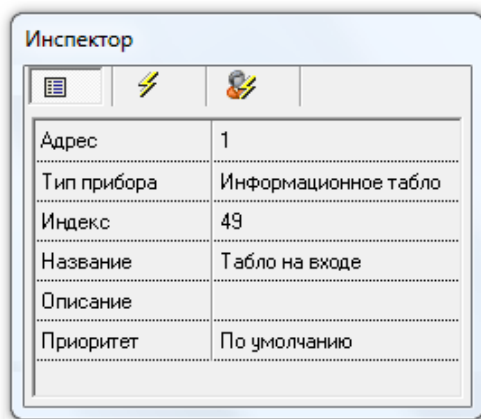 Инспектор
Адрес 1
Тип прибора Информационное табло
Индекс 49
Название Табло на входе
Описание
Приоритет По умолчанию